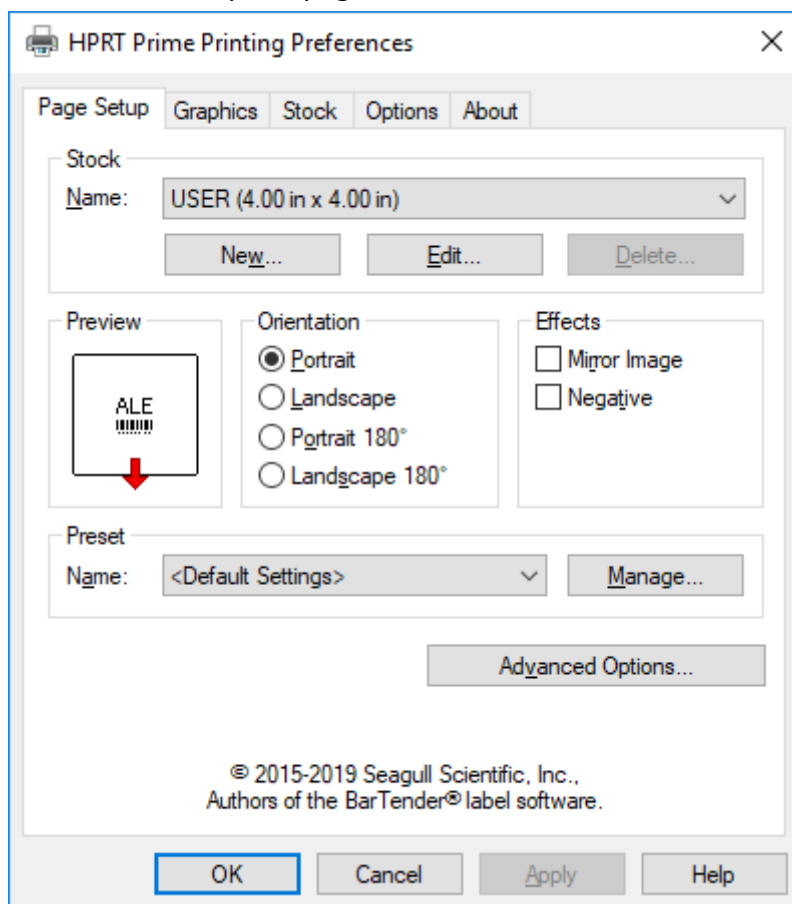 HPRT Prime Printing Preferences
Page Setup Graphics Stock Options About
Stock
Name: USER (4.00 in x 4.00 in)
New... Edit... Delete...
Preview
ALE
Orientation
Portrait
Landscape
Portrait 180°
Landscape 180°
Effects
Mirror Image
Negative
Preset
Name: <Default Settings> Manage...
Advanced Options...
© 2015-2019 Seagull Scientific, Inc.,
Authors of the BarTender® label software.
OK Cancel Apply Help